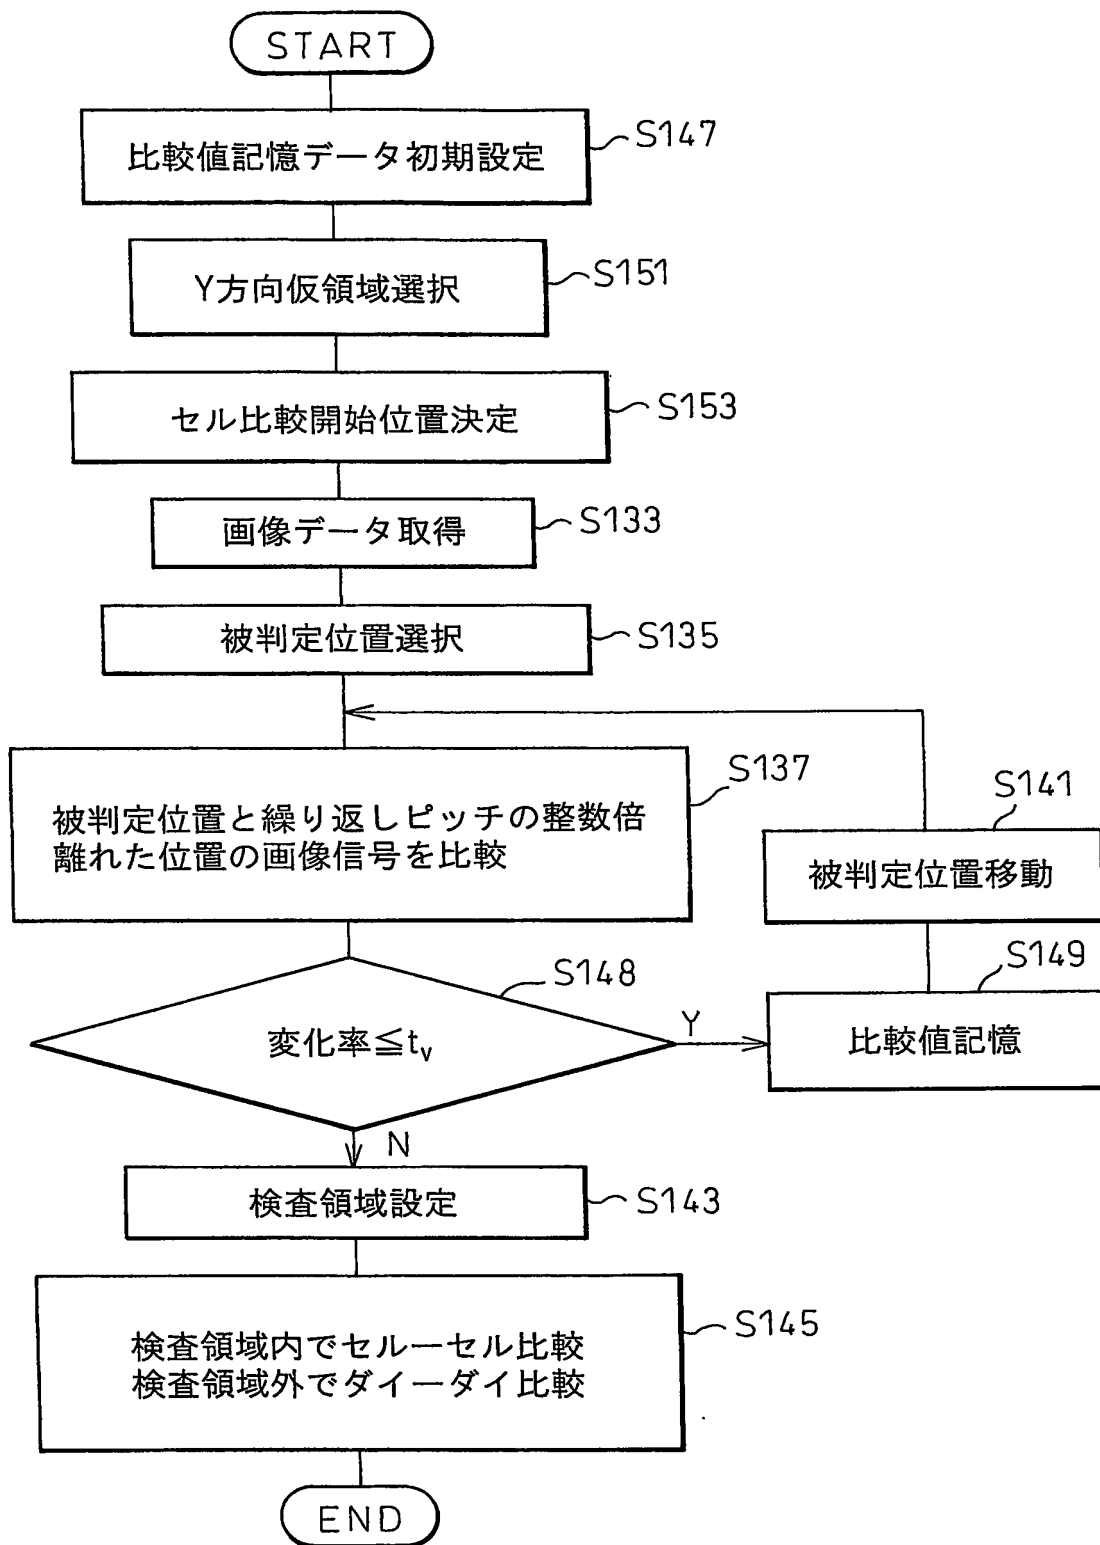 START
比較値記憶データ初期設定
S147
Y方向仮領域選択
S151
セル比較開始位置決定
S153
画像データ取得
S133
被判定位置選択
S135
被判定位置と繰り返しピッチの整数倍
離れた位置の画像信号を比較
S137
S141
被判定位置移動
S149
比較値記憶
S148
変化率≦tv
Y
N
検査領域設定
S143
検査領域内でセルーセル比較
検査領域外でダイーダイ比較
S145
END